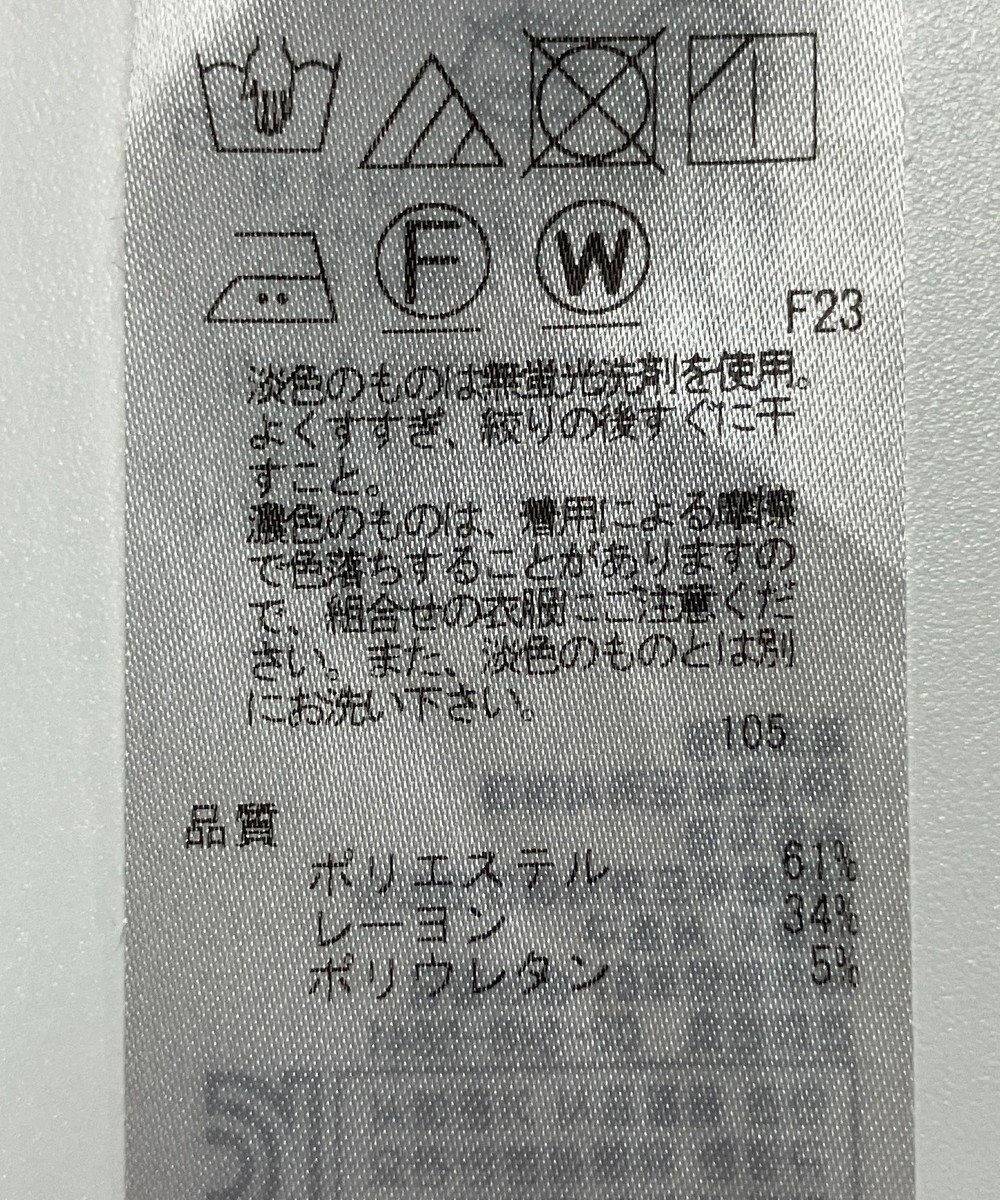 F
W
F23
淡色のものは無蛍光洗剤を使用。
よくすすぎ、絞りの後すぐに干
すこと。
濃色のものは、着用による摩擦
で色落ちすることがありますの
で、組合せの衣服にご注意くだ
さい。また、淡色のものとは別
にお洗い下さい。
105
品質
ポリエステル 61%
レーヨン 34%
ポリウレタン 5%